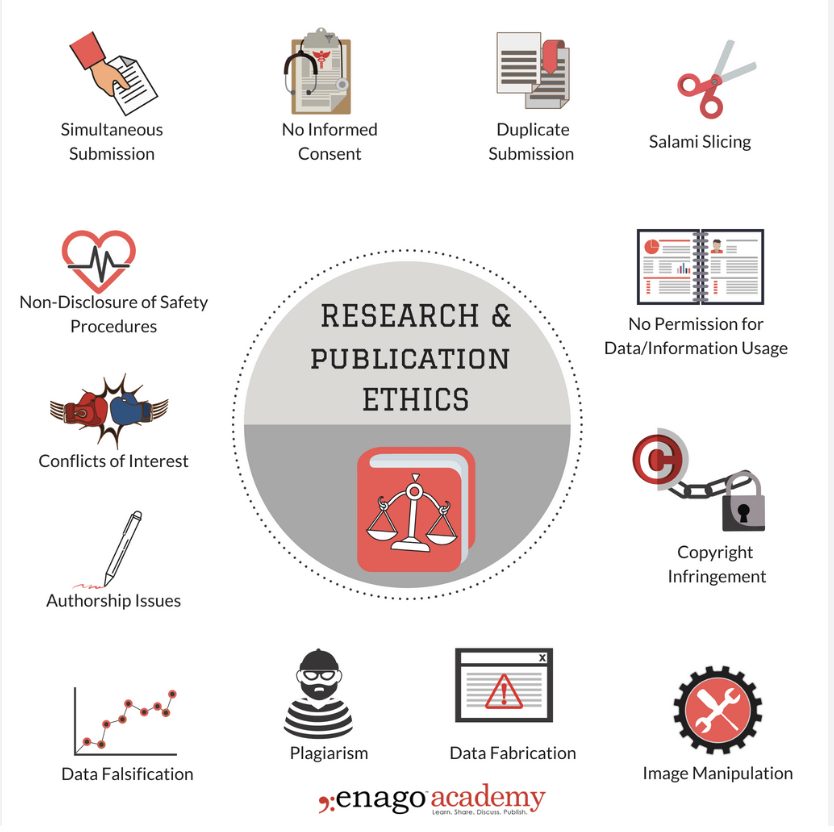 Simultaneous
Submission
No Informed
Consent
Duplicate
Submission
Salami Slicing
Non-Disclosure of Safety
Procedures
RESEARCH &
PUBLICATION
ETHICS
No Permission for
Data/Information Usage
Conflicts of Interest
C
Copyright
Infringement
Authorship Issues
X
Data Falsification
Plagiarism
Data Fabrication
Image Manipulation
enago academy
Learn. Share. Discuss. Publish.